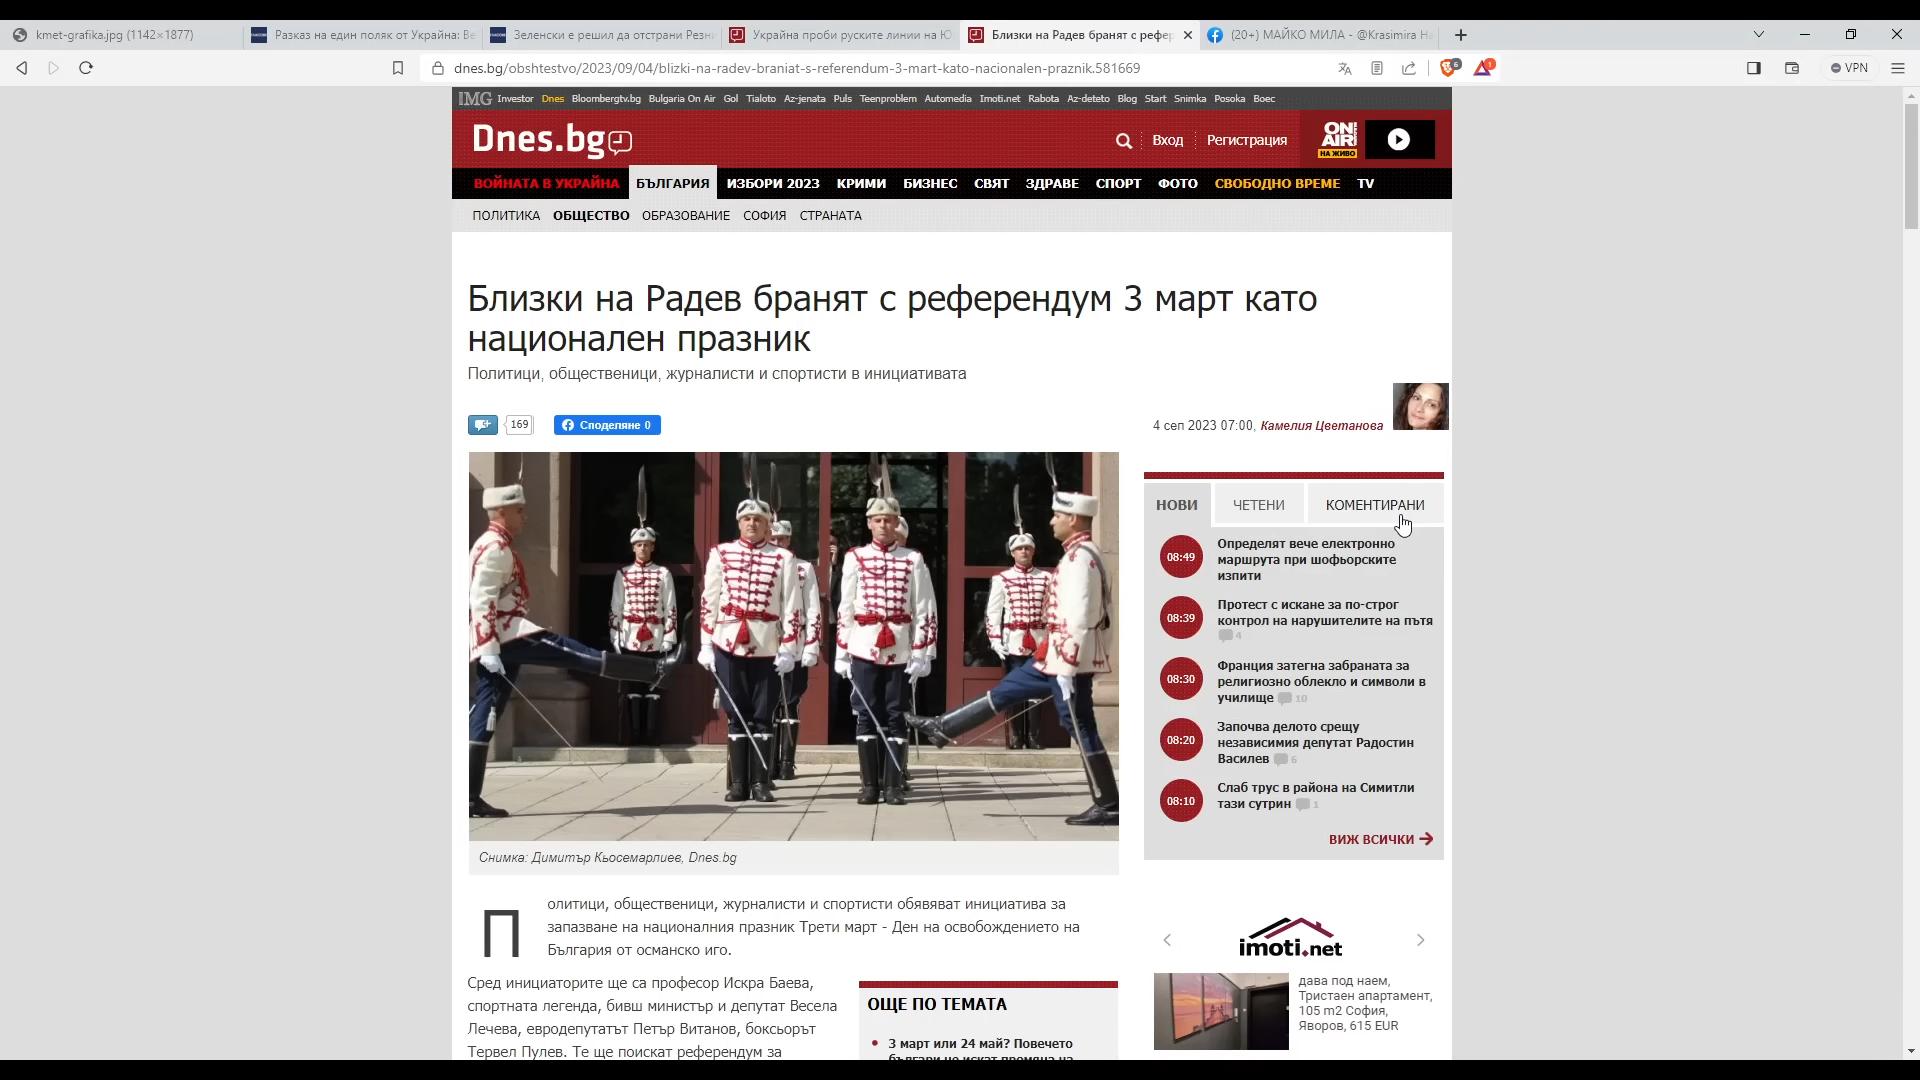 kmet-grafika.jpg (1142×1877)
Разказ на един поляк от Украйна: Ве
Зеленски е решил да отстрани Резни
Украйна проби руските линии на Ю
Близки на Радев бранят с рефер
(20+) МАЙКО МИЛА - @Krasimira Ha
dnes.bg/obshtestvo/2023/09/04/blizki-na-radev-braniat-s-referendum-3-mart-kato-nacionalen-praznik.581669
6
1
VPN
IMG Investor Dnes Bloombergtv.bg Bulgaria On Air Gol Tialoto Az-jenata Puls Teenproblem Automedia Imoti.net Rabota Az-deteto Blog Start Snimka Posoka Boec
Dnes.bg
Вход
Регистрация
ON AIR
НА ЖИВО
ВОЙНАТА В УКРАЙНА БЪЛГАРИЯ ИЗБОРИ 2023 КРИМИ БИЗНЕС СВЯТ ЗДРАВЕ СПОРТ ФОТО СВОБОДНО ВРЕМЕ TV
ПОЛИТИКА ОБЩЕСТВО ОБРАЗОВАНИЕ СОФИЯ СТРАНАТА
Близки на Радев бранят с референдум 3 март като
национален празник
Политици, общественици, журналисти и спортисти в инициативата
169
Споделяне 0
4 сеп 2023 07:00, Камелия Цветанова
НОВИ ЧЕТЕНИ КОМЕНТИРАНИ
08:49
Определят вече електронно
маршрута при шофьорските
изпити
08:39
Протест с искане за по-строг
контрол на нарушителите на пътя
4
08:30
Франция затегна забраната за
религиозно облекло и символи в
училище 10
08:20
Започва делото срещу
независимия депутат Радостин
Василев 6
08:10
Слаб трус в района на Симитли
тази сутрин 1
ВИЖ ВСИЧКИ
Снимка: Димитър Кьосемарлиев, Dnes.bg
Политици, общественици, журналисти и спортисти обявяват инициатива за
запазване на националния празник Трети март - Ден на освобождението на
България от османско иго.
Сред инициаторите ще са професор Искра Баева,
спортната легенда, бивш министър и депутат Весела
Лечева, евродепутатът Петър Витанов, боксьорът
Тервел Пулев. Те ще поискат референдум за
ОЩЕ ПО ТЕМАТА
3 март или 24 май? Повечето
българи не искат промяна на
imoti.net
дава под наем,
Тристаен апартамент,
105 m2 София,
Яворов, 615 EUR